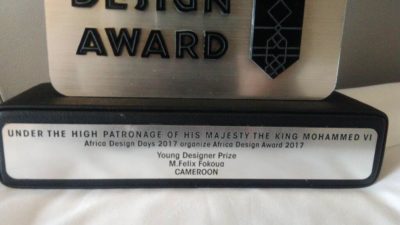 DESIGN
AWARD
UNDER THE HIGH PATRONAGE OF HIS MAJESTY THE KING MOHAMMED VI
Africa Design Days 2017 organize Africa Design Award 2017
Young Designer Prize
M.Felix Fokoua
CAMEROON